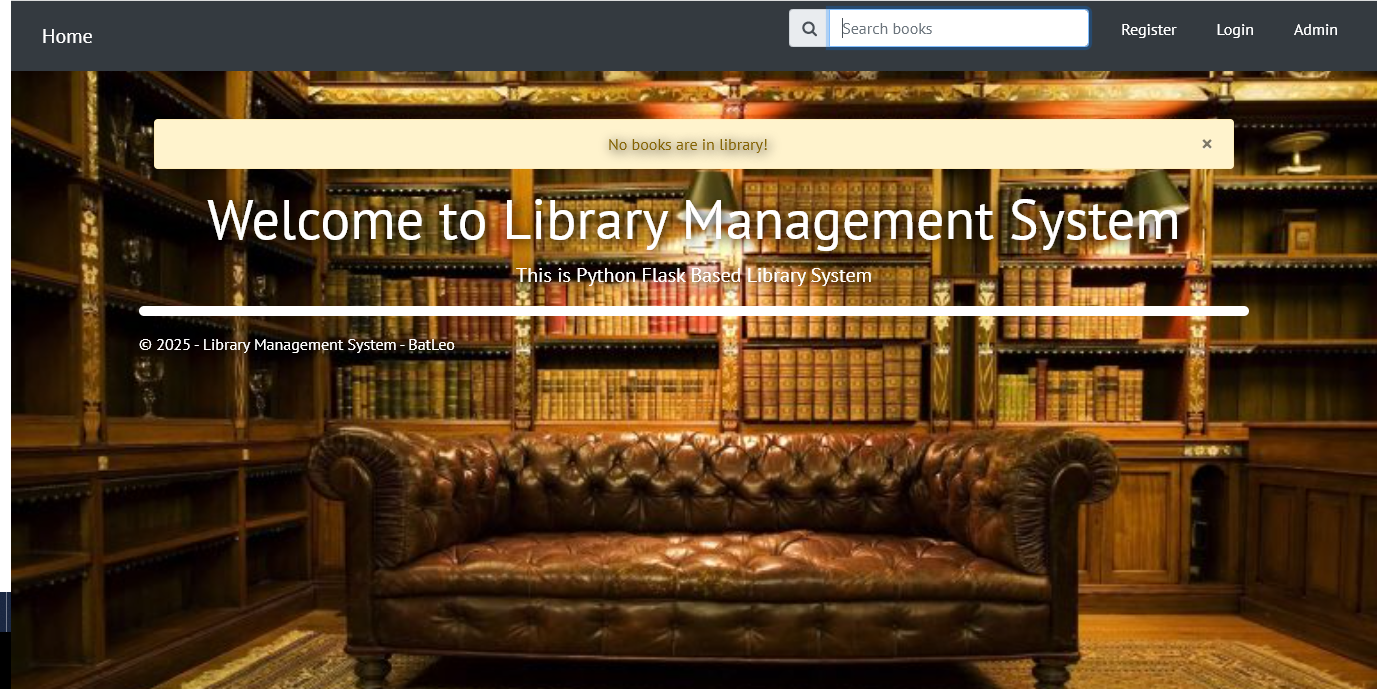 Home
Search books
Register
Login
Admin
No books are in library!
×
Welcome to Library Management System
This is Python Flask Based Library System
© 2025 - Library Management System - BatLeo